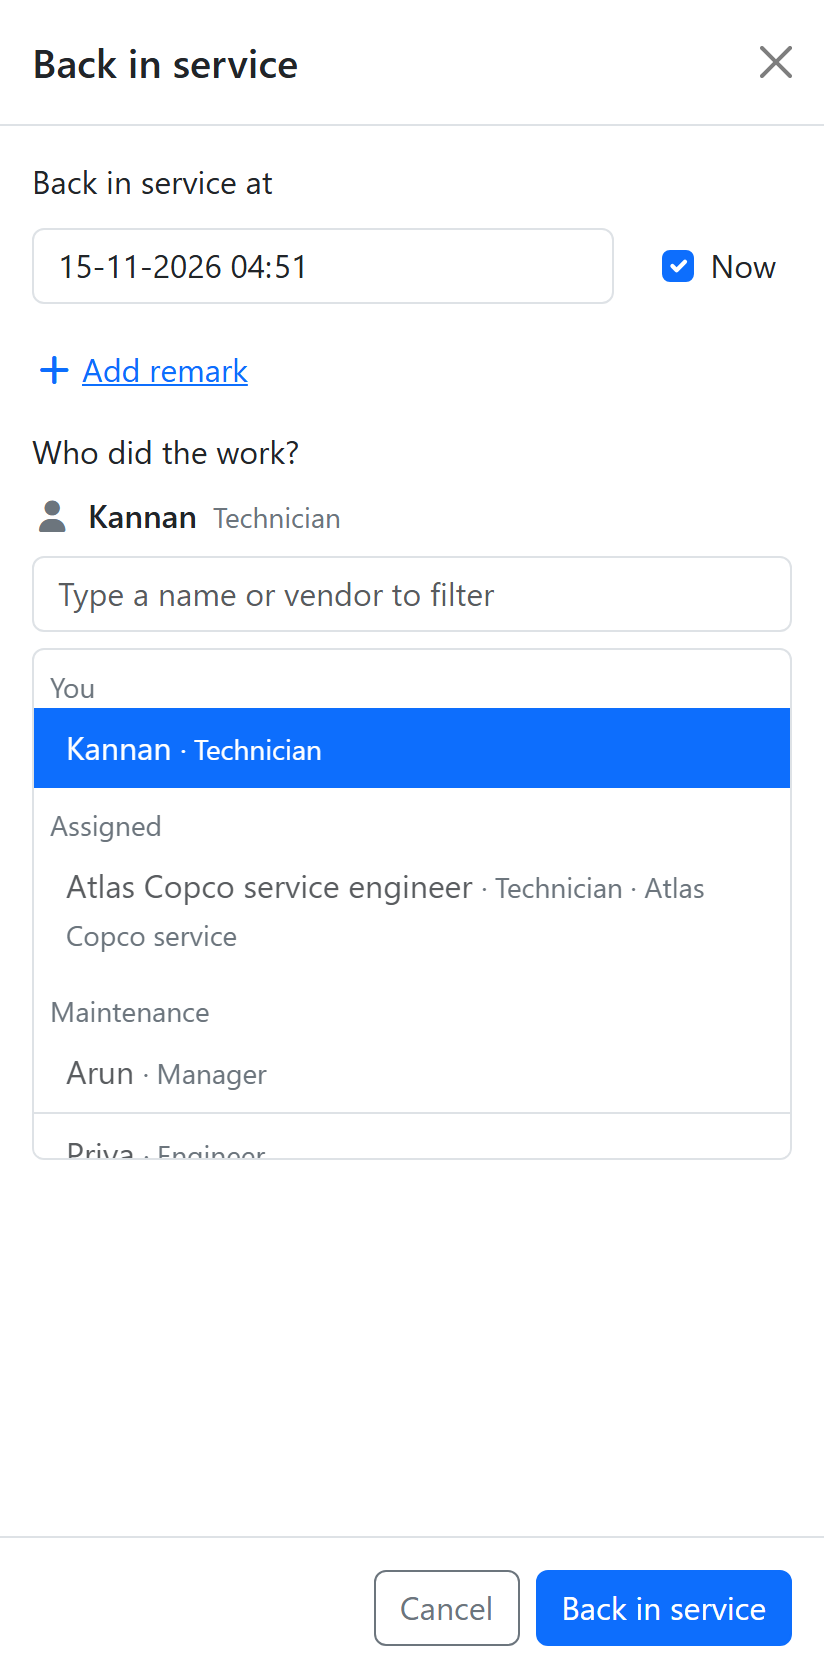 Back in service
Back in service at
15-11-2026 04:51
Now
Add remark
Who did the work?
Kannan Technician
Type a name or vendor to filter
You
Kannan · Technician
Assigned
Atlas Copco service engineer · Technician · Atlas
Copco service
Maintenance
Arun · Manager
Priya · Engineer
Cancel
Back in service